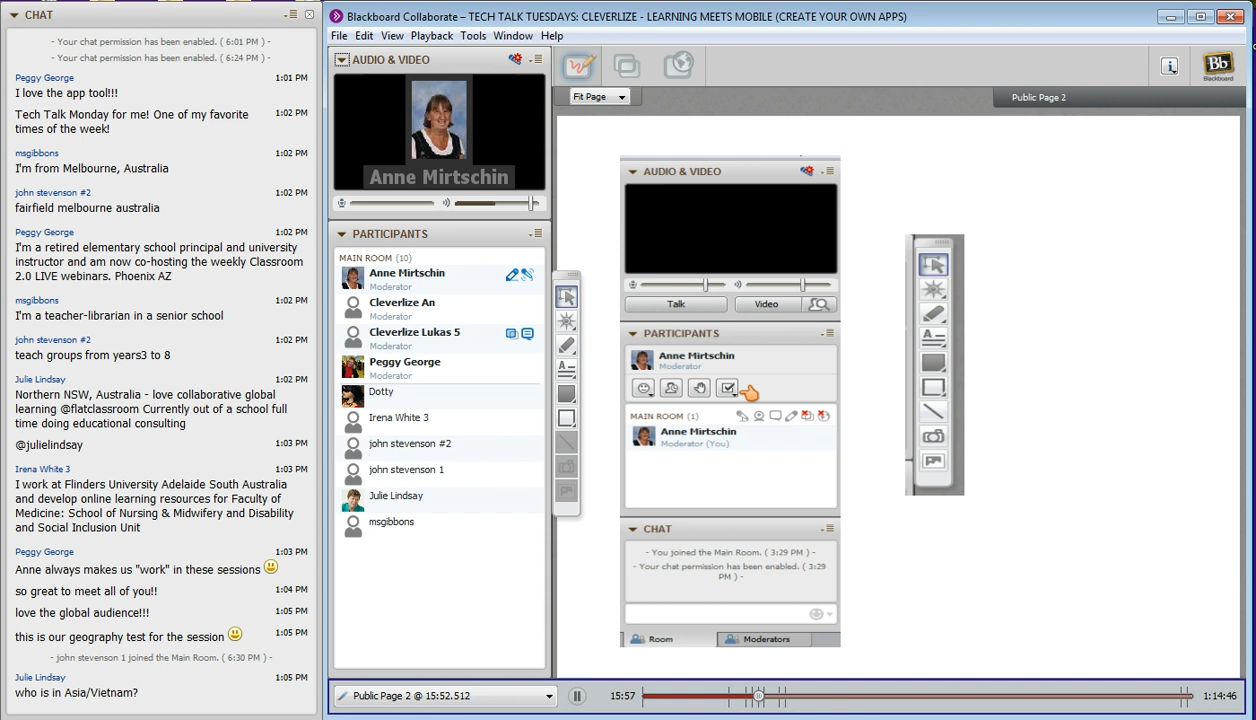 CHAT
- Your chat permission has been enabled. ( 6:01 PM ) -
- Your chat permission has been enabled. ( 6:24 PM ) -
Peggy George 1:01 PM
I love the app tool!!!
Tech Talk Monday for me! One of my favorite 1:02 PM
times of the week!
msgibbons 1:02 PM
I'm from Melbourne, Australia
john stevenson #2 1:02 PM
fairfield melbourne australia
Peggy George 1:02 PM
I'm a retired elementary school principal and university
instructor and am now co-hosting the weekly Classroom
2.0 LIVE webinars. Phoenix AZ
msgibbons 1:02 PM
I'm a teacher-librarian in a senior school
john stevenson #2 1:02 PM
teach groups from years3 to 8
Julie Lindsay 1:02 PM
Northern NSW, Australia - love collaborative global
learning @flatclassroom Currently out of a school full
time doing educational consulting
@julielindsay 1:03 PM
Irena White 3 1:03 PM
I work at Flinders University Adelaide South Australia
and develop online learning resources for Faculty of
Medicine: School of Nursing & Midwifery and Disability
and Social Inclusion Unit
Peggy George 1:03 PM
Anne always makes us "work" in these sessions
so great to meet all of you!! 1:04 PM
love the global audience!!! 1:05 PM
this is our geography test for the session 1:05 PM
- john stevenson 1 joined the Main Room. ( 6:30 PM ) -
Julie Lindsay 1:05 PM
who is in Asia/Vietnam?
Blackboard Collaborate – TECH TALK TUESDAYS: CLEVERLIZE - LEARNING MEETS MOBILE (CREATE YOUR OWN APPS)
File Edit View Playback Tools Window Help
AUDIO & VIDEO
Anne Mirtschin
PARTICIPANTS
MAIN ROOM (10)
Anne Mirtschin
Moderator
Cleverlize An
Moderator
Cleverlize Lukas 5
Moderator
Peggy George
Moderator
Dotty
Irena White 3
john stevenson #2
john stevenson 1
Julie Lindsay
msgibbons
Bb
Blackboard
Fit Page
Public Page 2
AUDIO & VIDEO
Talk Video
PARTICIPANTS
Anne Mirtschin
Moderator
MAIN ROOM (1)
Anne Mirtschin
Moderator (You)
CHAT
- You joined the Main Room. ( 3:29 PM ) -
- Your chat permission has been enabled. ( 3:29
PM ) -
Room Moderators
Public Page 2 @ 15:52.512
15:57 1:14:46